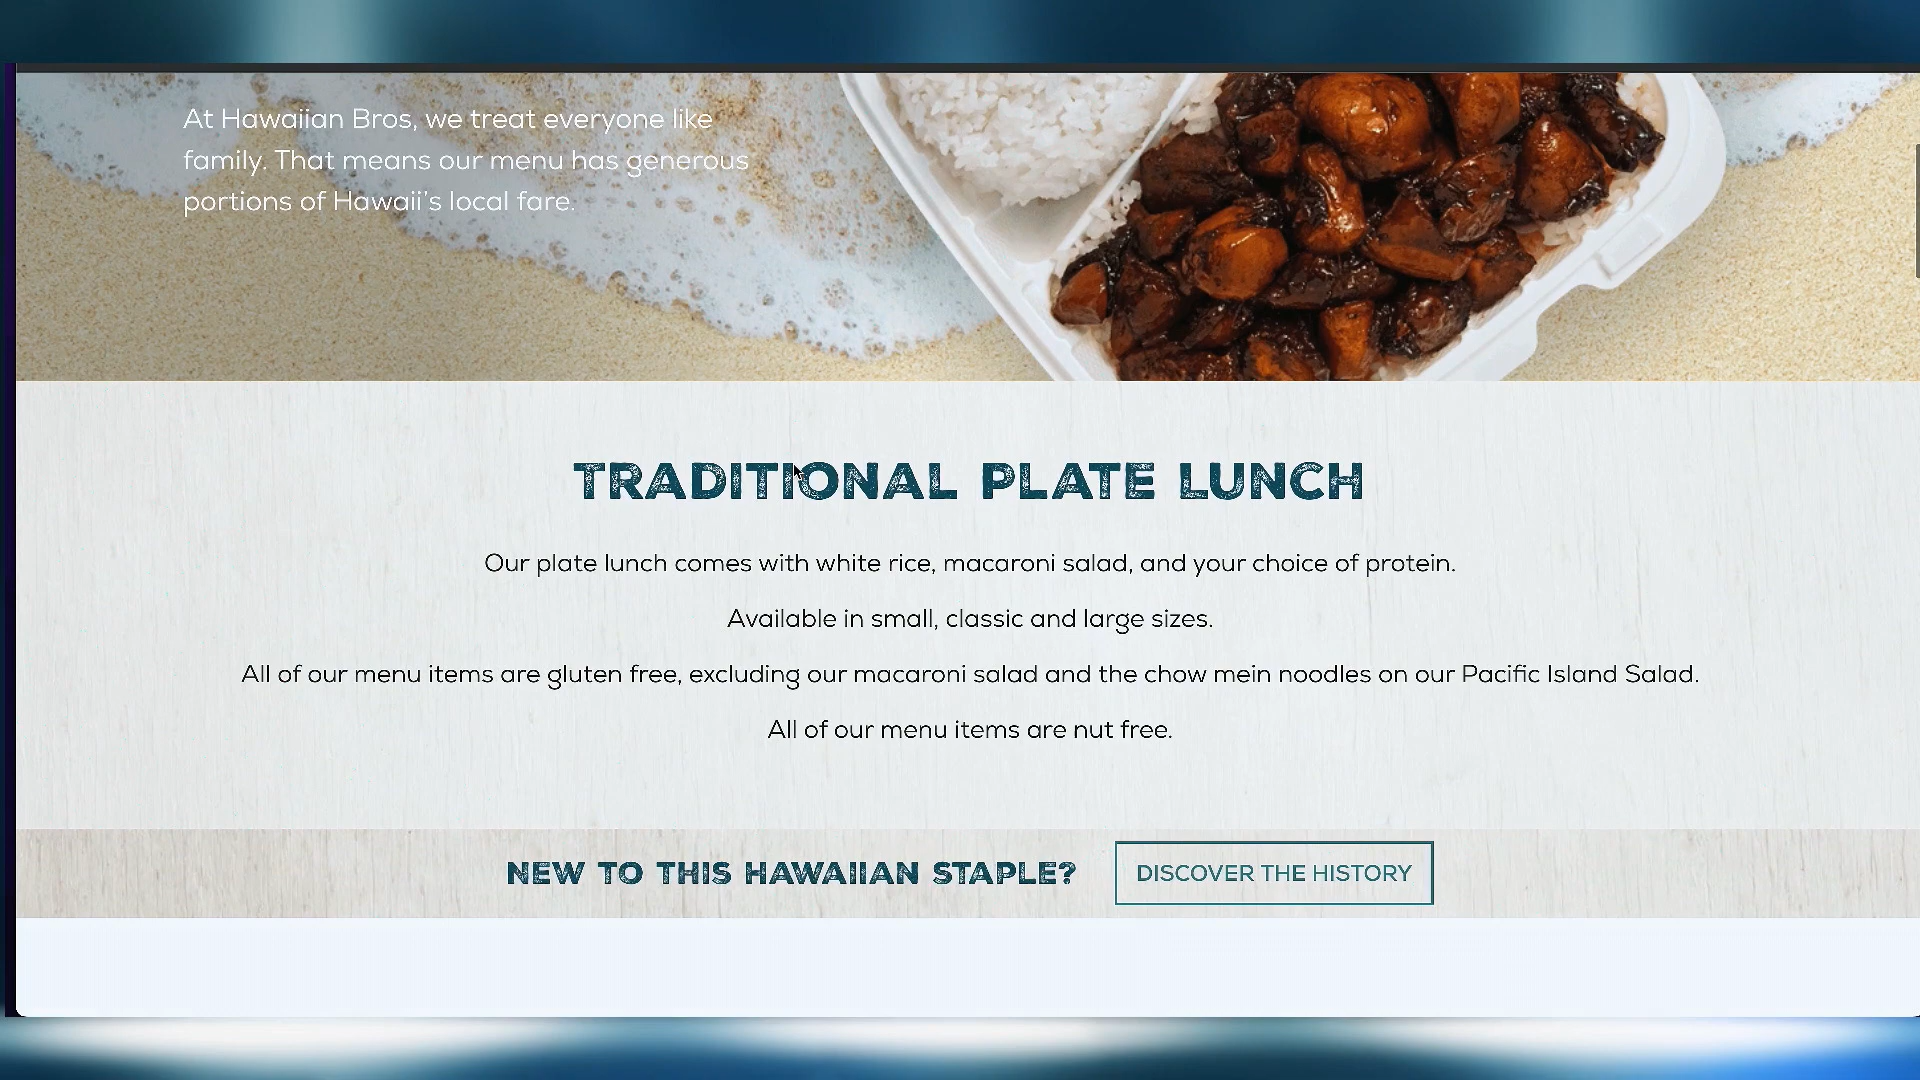 At Hawaiian Bros, we treat everyone like
family. That means our menu has generous
portions of Hawaii's local fare.
TRADITIONAL PLATE LUNCH
Our plate lunch comes with white rice, macaroni salad, and your choice of protein.
Available in small, classic and large sizes.
All of our menu items are gluten free, excluding our macaroni salad and the chow mein noodles on our Pacific Island Salad.
All of our menu items are nut free.
NEW TO THIS HAWAIIAN STAPLE?
DISCOVER THE HISTORY